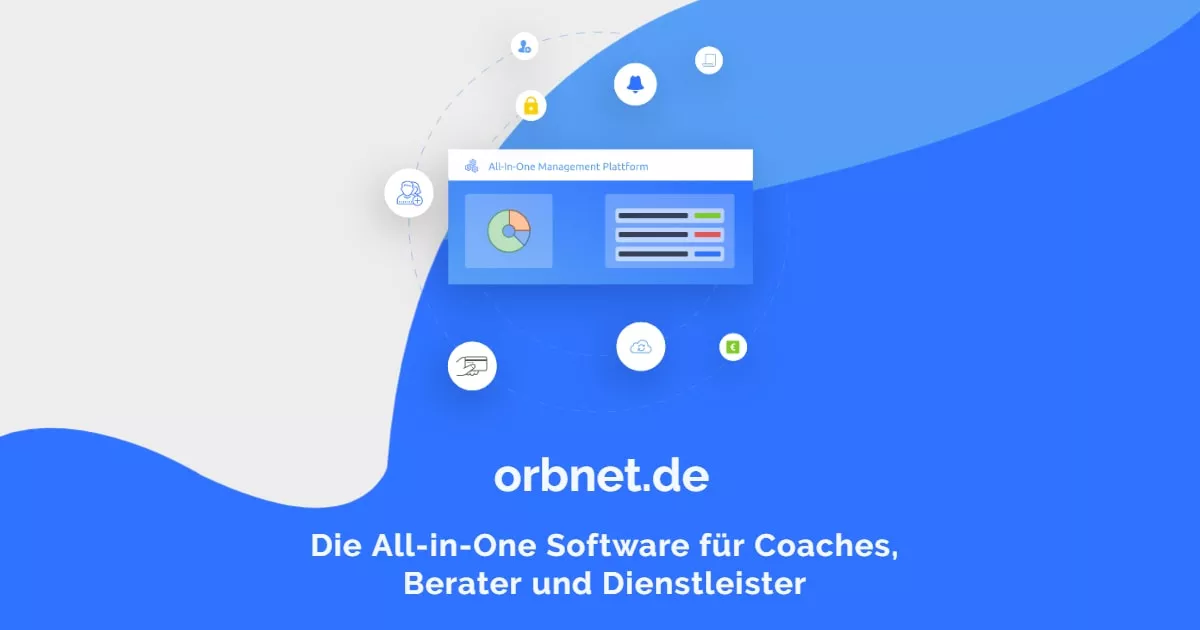 All-in-One Management Plattform
orbnet.de
Die All-in-One Software für Coaches,
Berater und Dienstleister